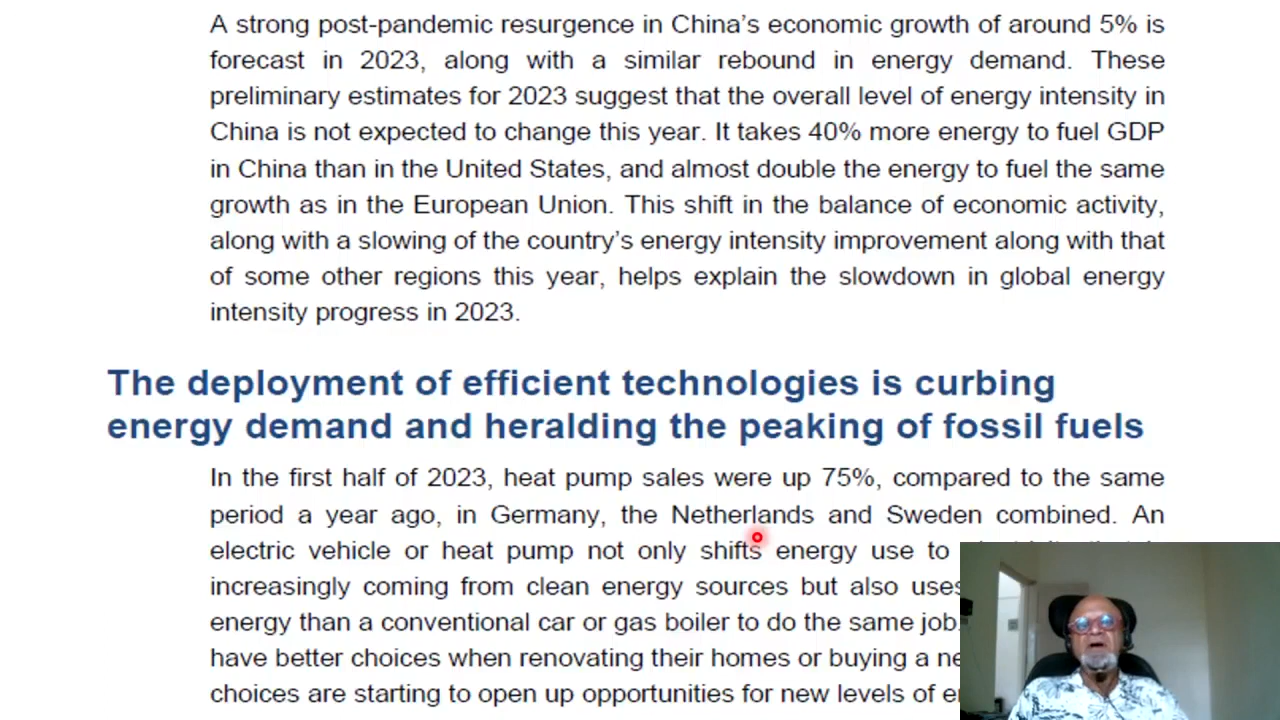 A strong post-pandemic resurgence in China's economic growth of around 5% is
forecast in 2023, along with a similar rebound in energy demand. These
preliminary estimates for 2023 suggest that the overall level of energy intensity in
China is not expected to change this year. It takes 40% more energy to fuel GDP
in China than in the United States, and almost double the energy to fuel the same
growth as in the European Union. This shift in the balance of economic activity,
along with a slowing of the country's energy intensity improvement along with that
of some other regions this year, helps explain the slowdown in global energy
intensity progress in 2023.
The deployment of efficient technologies is curbing
energy demand and heralding the peaking of fossil fuels
In the first half of 2023, heat pump sales were up 75%, compared to the same
period a year ago, in Germany, the Netherlands and Sweden combined. An
electric vehicle or heat pump not only shifts energy use to
increasingly coming from clean energy sources but also uses
energy than a conventional car or gas boiler to do the same job.
have better choices when renovating their homes or buying a
choices are starting to open up opportunities for new levels of